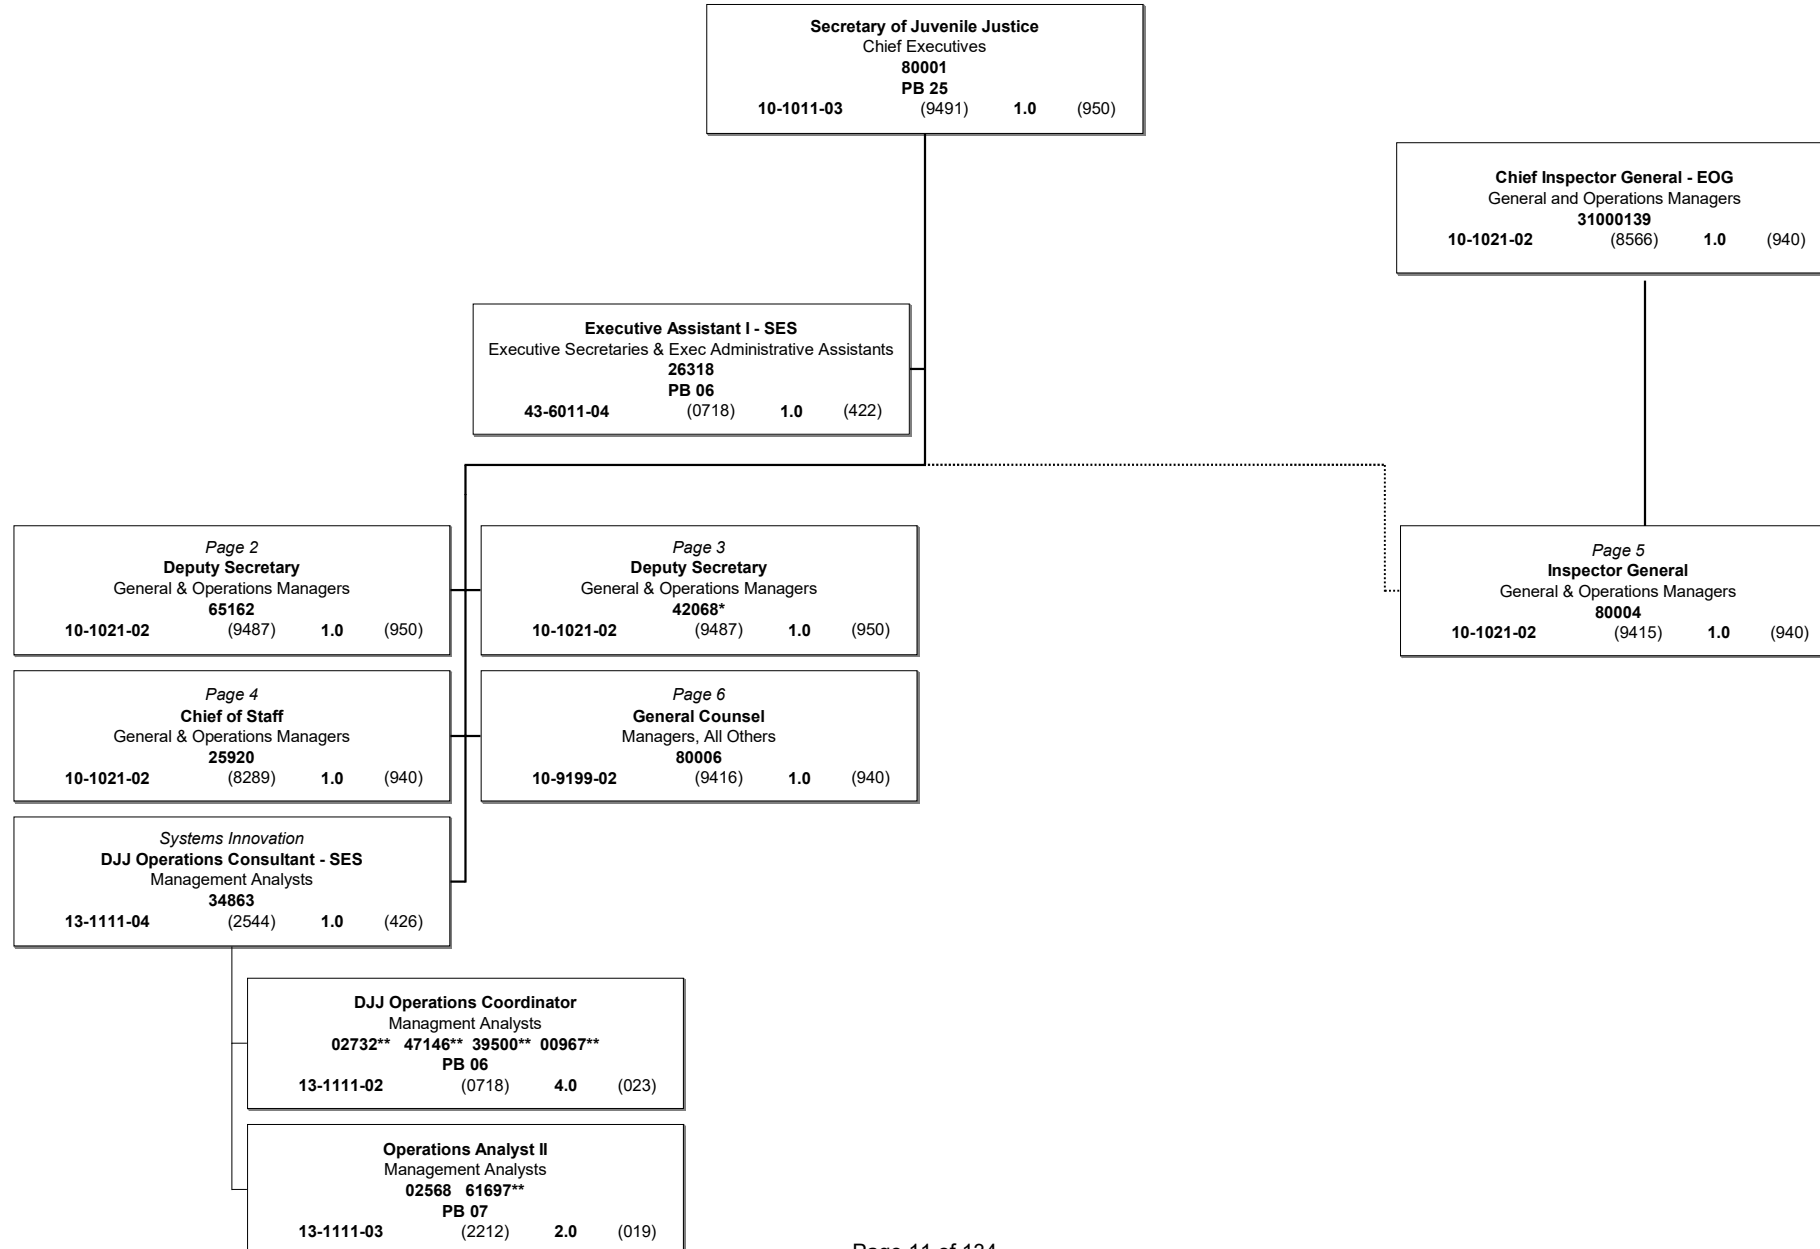 Secretary of Juvenile Justice
Chief Executives
80001
PB 25
10-1011-03 (9491) 1.0 (950)
Chief Inspector General - EOG
General and Operations Managers
31000139
10-1021-02 (8566) 1.0 (940)
Executive Assistant I - SES
Executive Secretaries & Exec Administrative Assistants
26318
PB 06
43-6011-04 (0718) 1.0 (422)
Page 2
Deputy Secretary
General & Operations Managers
65162
10-1021-02 (9487) 1.0 (950)
Page 3
Deputy Secretary
General & Operations Managers
42068*
10-1021-02 (9487) 1.0 (950)
Page 5
Inspector General
General & Operations Managers
80004
10-1021-02 (9415) 1.0 (940)
Page 4
Chief of Staff
General & Operations Managers
25920
10-1021-02 (8289) 1.0 (940)
Page 6
General Counsel
Managers, All Others
80006
10-9199-02 (9416) 1.0 (940)
Systems Innovation
DJJ Operations Consultant - SES
Management Analysts
34863
13-1111-04 (2544) 1.0 (426)
DJJ Operations Coordinator
Managment Analysts
02732** 47146** 39500** 00967**
PB 06
13-1111-02 (0718) 4.0 (023)
Operations Analyst II
Management Analysts
02568 61697**
PB 07
13-1111-03 (2212) 2.0 (019)
Page 11 of 134